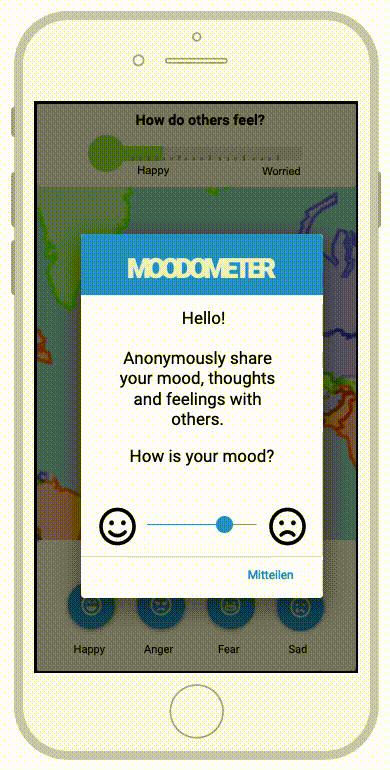 How do others feel?
Happy Worried
MOODOMETER
Hello!
Anonymously share
your mood, thoughts
and feelings with
others.
How is your mood?
Mitteilen
Happy Anger Fear Sad